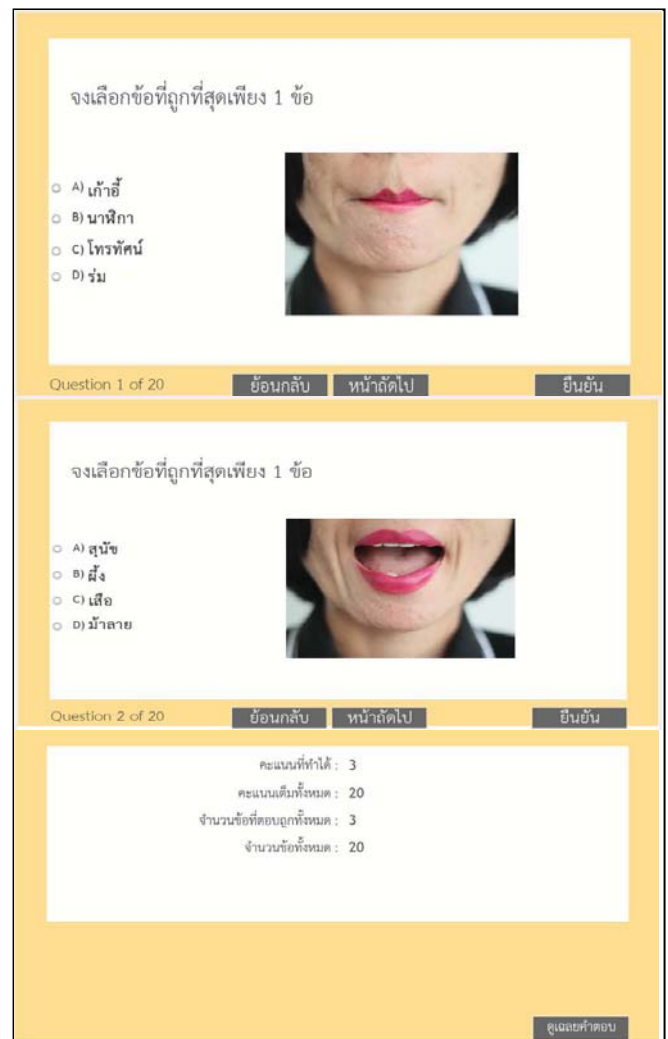 จงเลือกข้อที่ถูกที่สุดเพียง 1 ข้อ
A) เก้าอี้
B) นาฬิกา
C) โทรทัศน์
D) ร่ม
Question 1 of 20 ย้อนกลับ หน้าถัดไป ยืนยัน
จงเลือกข้อที่ถูกที่สุดเพียง 1 ข้อ
A) สุนัข
B) ผึ้ง
C) เสือ
D) ม้าลาย
Question 2 of 20 ย้อนกลับ หน้าถัดไป ยืนยัน
คะแนนที่ทำได้ : 3
คะแนนเต็มทั้งหมด : 20
จำนวนข้อที่ตอบถูกทั้งหมด : 3
จำนวนข้อทั้งหมด : 20
ดูเฉลยคำตอบ